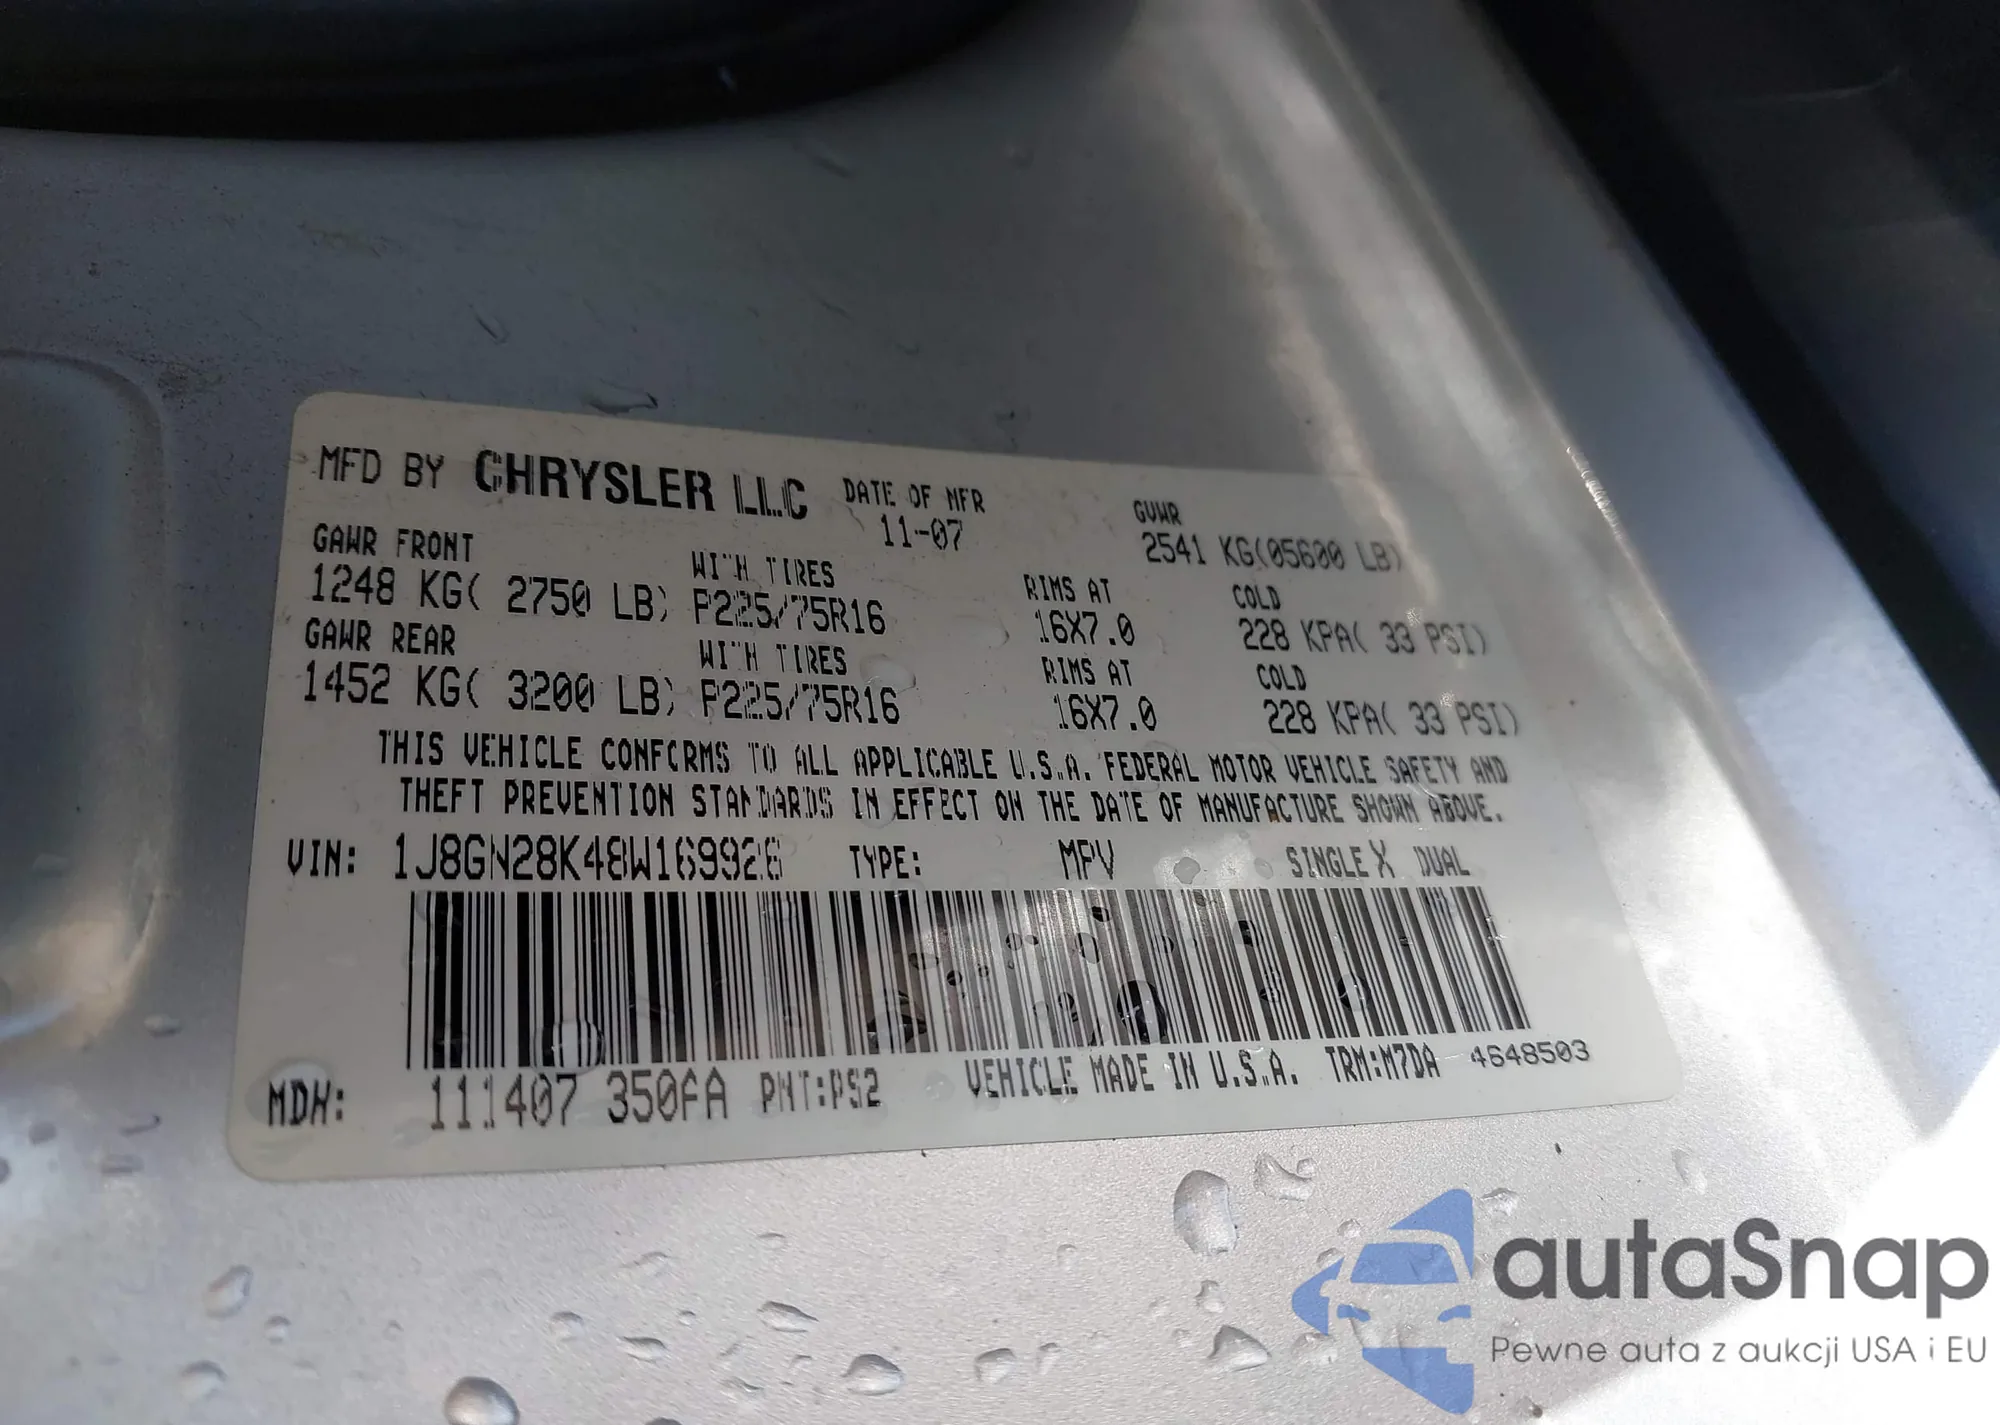 MFD BY CHRYSLER LLC DATE OF MFR GVWR
11-07 2541 KG(05600 LB)
GAWR FRONT WITH TIRES RIMS AT COLD
1248 KG( 2750 LB) P225/75R16 16X7.0 228 KPA( 33 PSI)
GAWR REAR WITH TIRES RIMS AT COLD
1452 KG( 3200 LB) P225/75R16 16X7.0 228 KPA( 33 PSI)
THIS VEHICLE CONFORMS TO ALL APPLICABLE U.S.A. FEDERAL MOTOR VEHICLE SAFETY AND
THEFT PREVENTION STANDARDS IN EFFECT ON THE DATE OF MANUFACTURE SHOWN ABOVE.
VIN: 1J8GN28K48W169926 TYPE: MPV SINGLE X DUAL
MDH: 111407 350FA PNT:PS2 VEHICLE MADE IN U.S.A. TRM:M7DA 4648503
autaSnap
Pewne auta z aukcji USA i EU